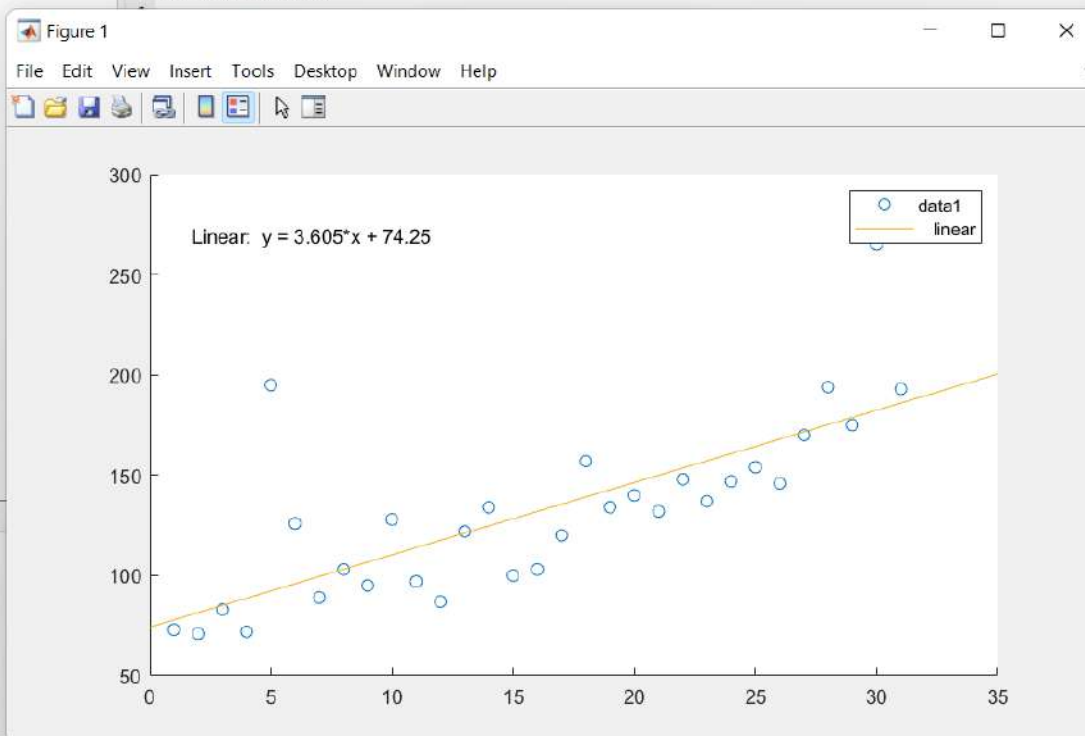 Figure 1
File Edit View Insert Tools Desktop Window Help
300
250
200
150
100
50
Linear: y = 3.605*x + 74.25
data1
linear
0 5 10 15 20 25 30 35